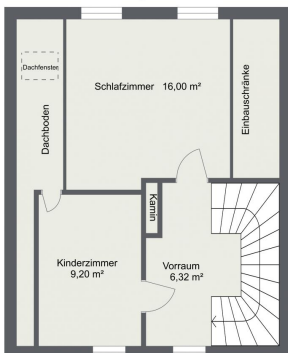 Dachfenster
Schlafzimmer 16,00 m²
Einbauschränke
Dachboden
Kamin
Kinderzimmer
9,20 m²
Vorraum
6,32 m²